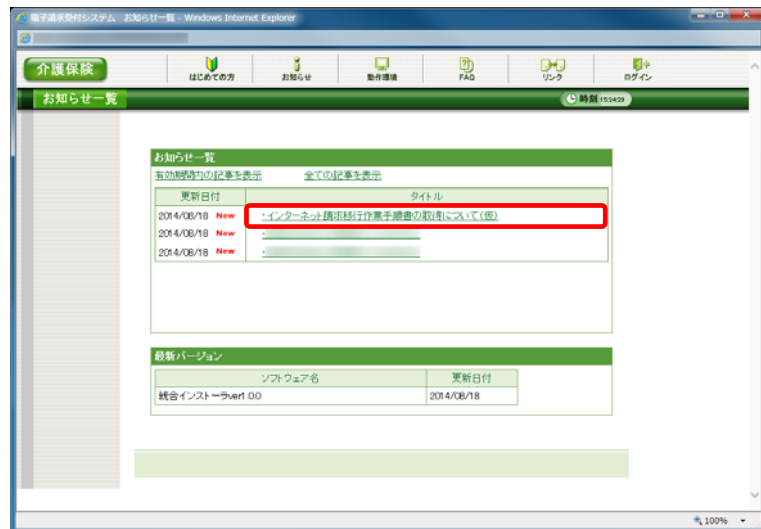 電子請求受付システム お知らせ一覧 - Windows Internet Explorer
介護保険
はじめての方 お知らせ 動作環境 FAQ リンク ログイン
お知らせ一覧 時刻 15:24:29
お知らせ一覧
有効期間内の記事を表示 全ての記事を表示
更新日付 タイトル
2014/08/18 New ・インターネット請求移行作業手順書の取得について(仮)
2014/08/18 New
2014/08/18 New
最新バージョン
ソフトウェア名 更新日付
統合インストーラver1.0.0 2014/08/18
100%